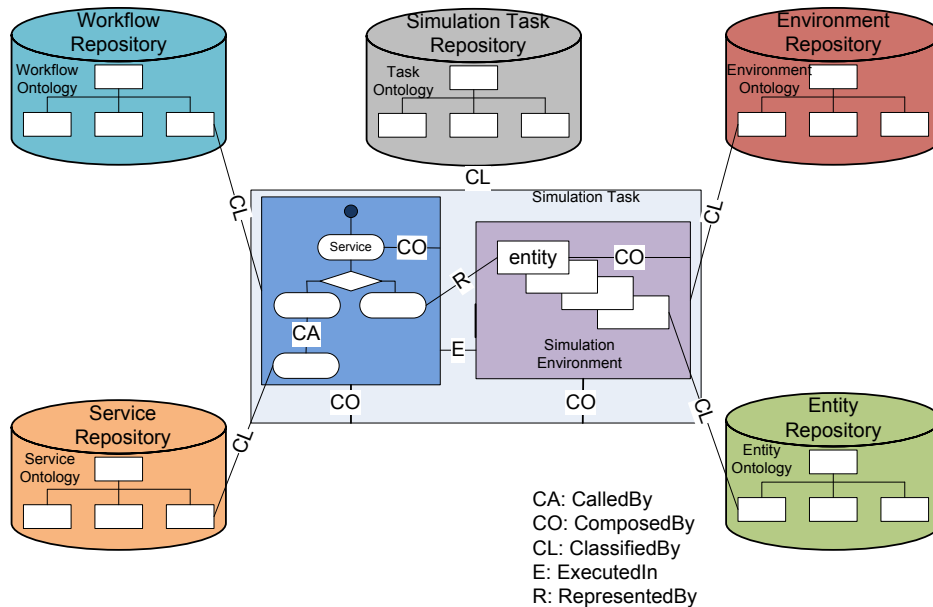 Workflow
Repository
Workflow
Ontology
Simulation Task
Repository
Task
Ontology
Environment
Repository
Environment
Ontology
CL
CL
CL
Simulation Task
Service
CO
entity
CO
R
CA
E
Simulation
Environment
CO
CO
CL
CL
Service
Repository
Service
Ontology
Entity
Repository
Entity
Ontology
CA: CalledBy
CO: ComposedBy
CL: ClassifiedBy
E: ExecutedIn
R: RepresentedBy